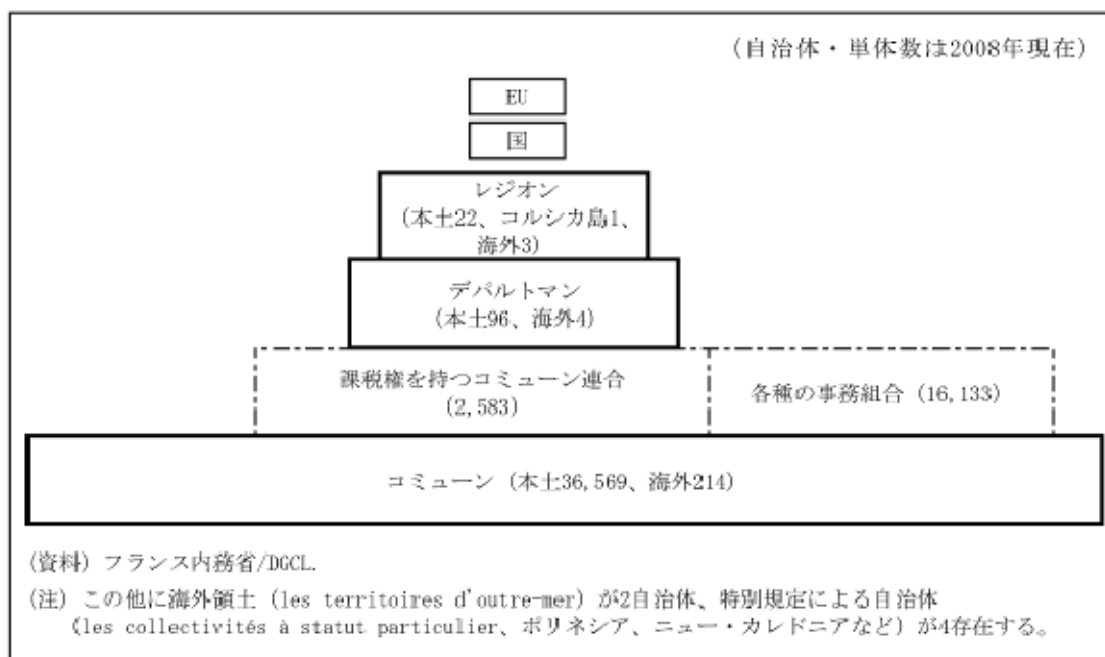 (自治体・単体数は2008年現在)
EU
国
レジオン
(本土22、コルシカ島1、
海外3)
デパルトマン
(本土96、海外4)
課税権を持つコミューン連合
(2,583)
各種の事務組合 (16,133)
コミューン (本土36,569、海外214)
(資料) フランス内務省/DGCL.
(注) この他に海外領土 (les territoires d'outre-mer) が2自治体、特別規定による自治体
(les collectivités à statut particulier、ポリネシア、ニュー・カレドニアなど) が4存在する。